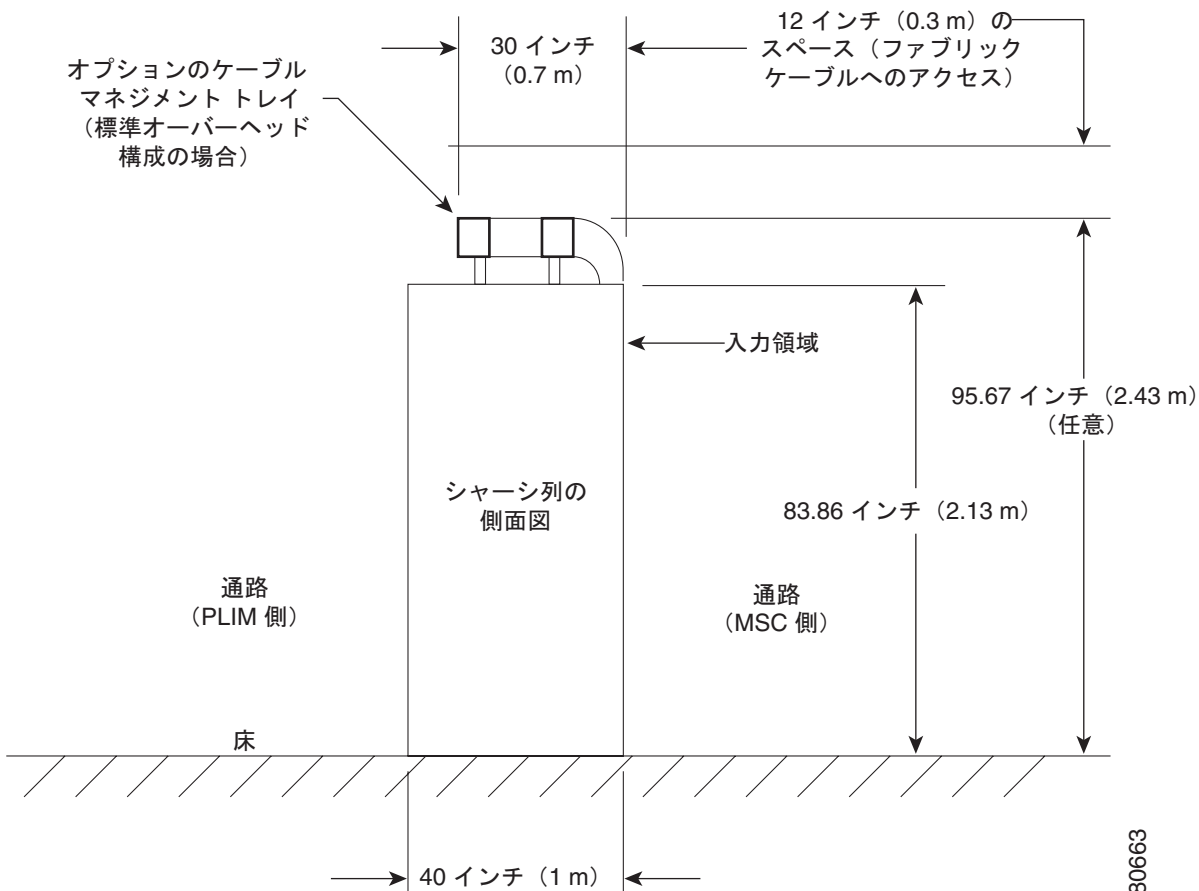 オプションのケーブル
マネジメント トレイ
（標準オーバーヘッド
構成の場合）
30 インチ
（0.7 m）
12 インチ（0.3 m）の
スペース（ファブリック
ケーブルへのアクセス）
入力領域
95.67 インチ（2.43 m）
（任意）
シャーシ列の
側面図
83.86 インチ（2.13 m）
通路
（PLIM 側）
通路
（MSC 側）
床
40 インチ（1 m）
80663